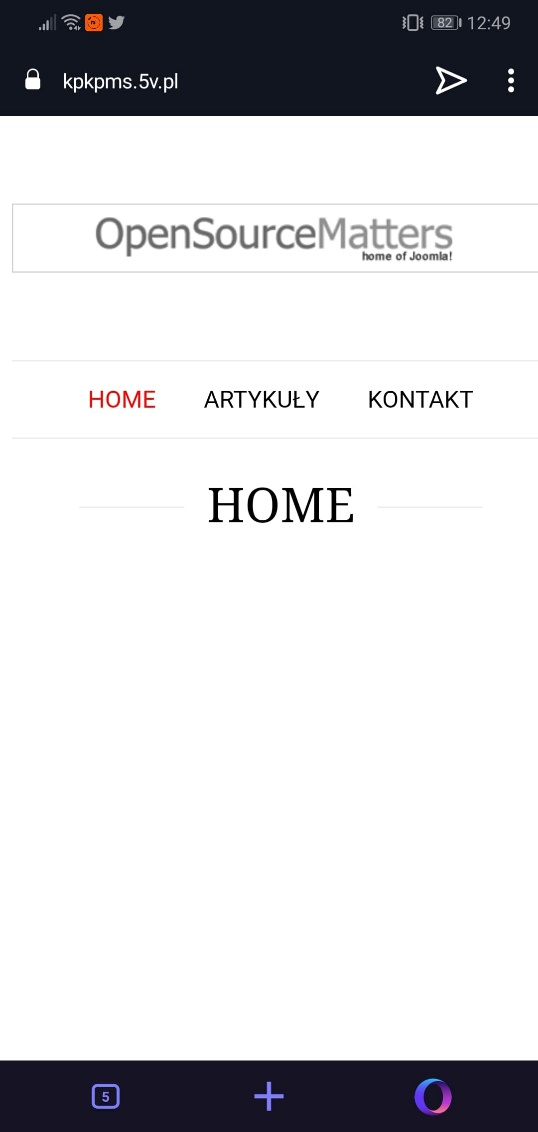 82 12:49
kpkpms.5v.pl
OpenSourceMatters
home of Joomla!
HOME ARTYKUŁY KONTAKT
HOME
5